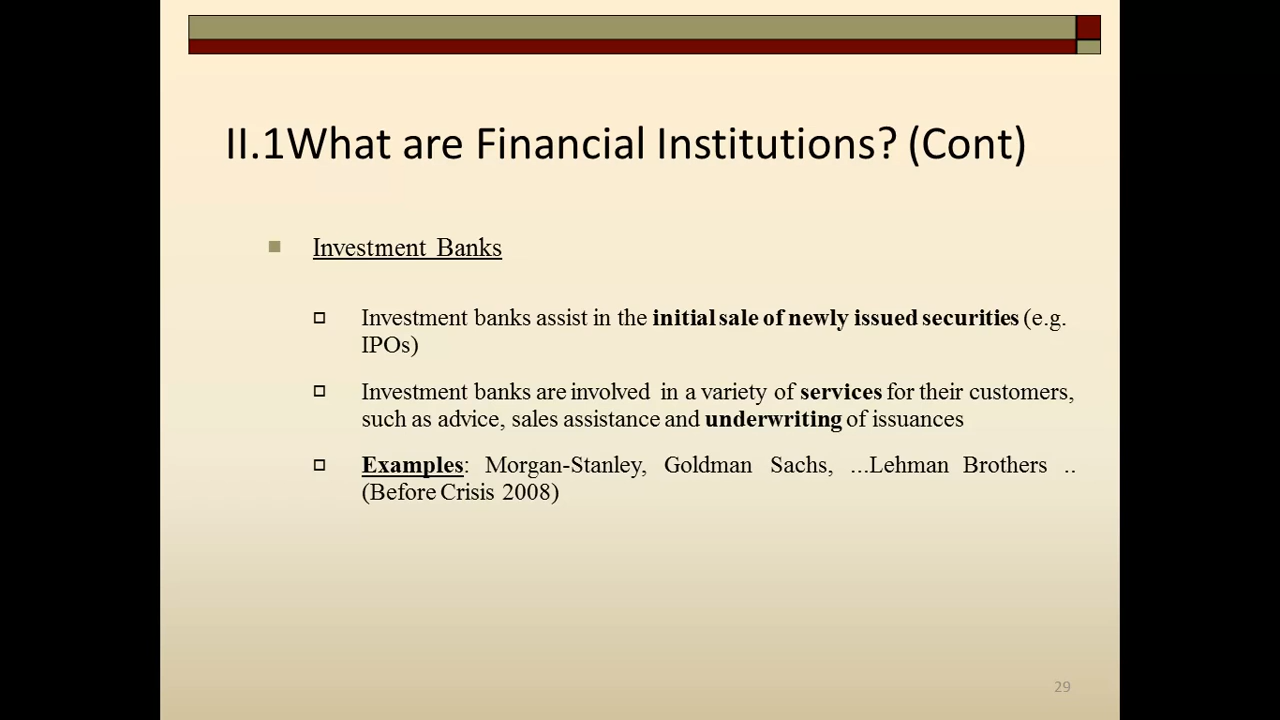 II.1What are Financial Institutions? (Cont)
Investment Banks
Investment banks assist in the initial sale of newly issued securities (e.g.
IPOs)
Investment banks are involved in a variety of services for their customers,
such as advice, sales assistance and underwriting of issuances
Examples: Morgan-Stanley, Goldman Sachs, ...Lehman Brothers ..
(Before Crisis 2008)
29